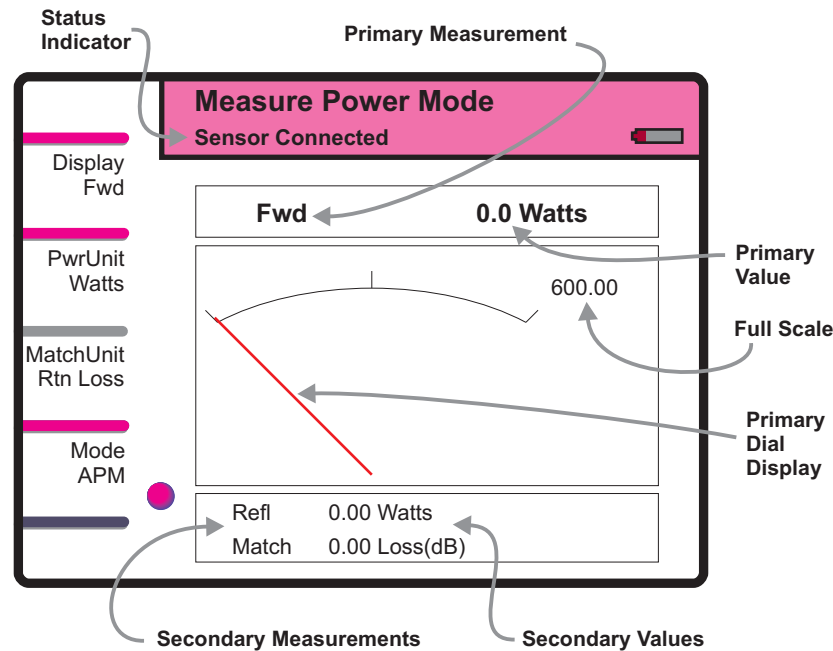 Status
Indicator
Primary Measurement
Measure Power Mode
Sensor Connected
Display
Fwd
PwrUnit
Watts
MatchUnit
Rtn Loss
Mode
APM
Fwd 0.0 Watts
600.00
Primary
Value
Full Scale
Primary
Dial
Display
Refl 0.00 Watts
Match 0.00 Loss(dB)
Secondary Measurements
Secondary Values